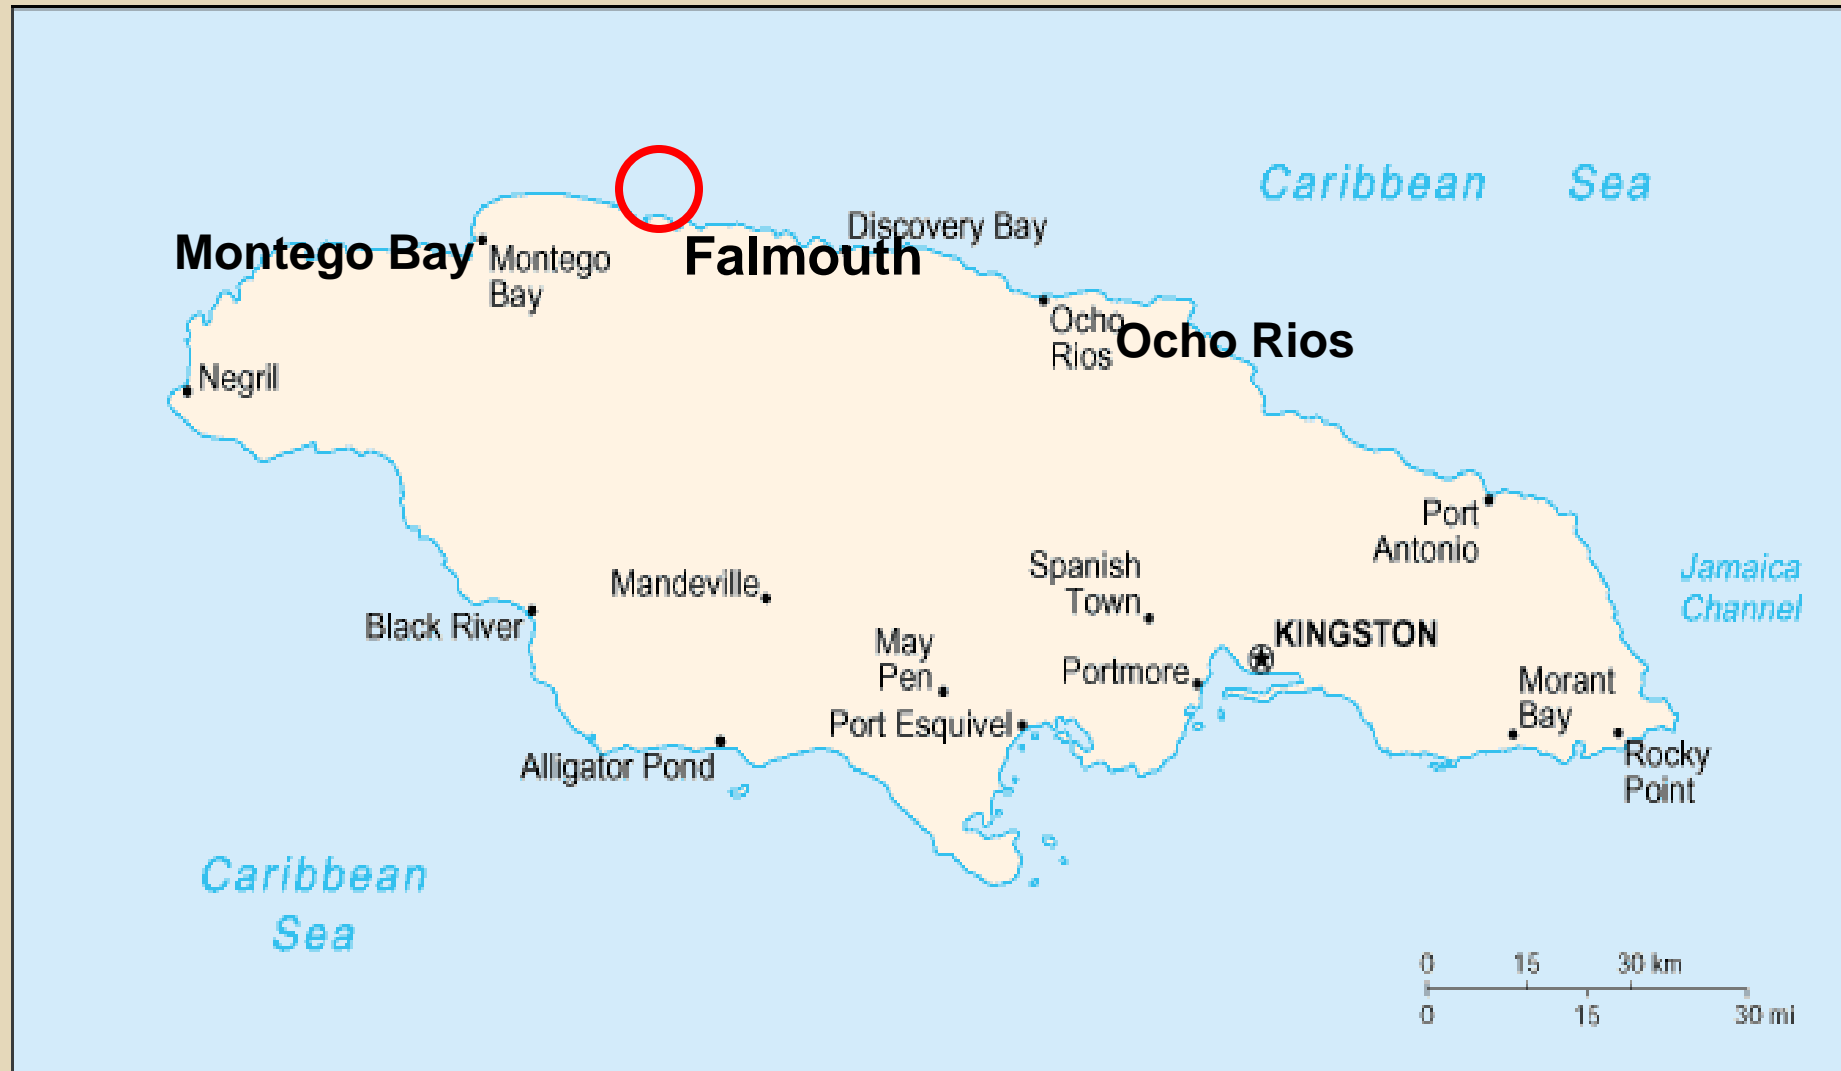 Caribbean Sea
Discovery Bay
Montego Bay
Montego
Bay
Falmouth
Ocho
Rios
Ocho Rios
Negril
Port
Antonio
Spanish
Town
Jamaica
Channel
Mandeville
Black River
KINGSTON
May
Pen
Portmore
Morant
Bay
Port Esquivel
Alligator Pond
Rocky
Point
Caribbean
Sea
0 15 30 km
0 15 30 mi